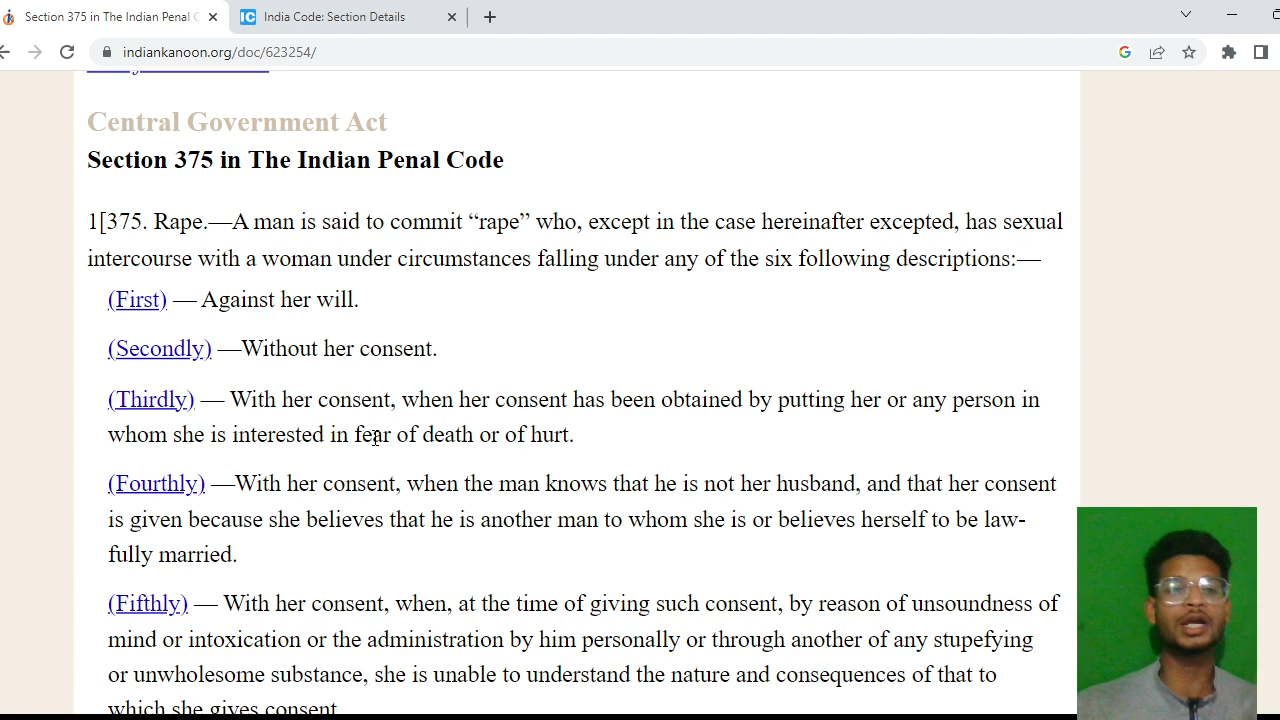 Section 375 in The Indian Penal C
India Code: Section Details
indiankanoon.org/doc/623254/
Central Government Act
Section 375 in The Indian Penal Code
1[375. Rape.—A man is said to commit “rape” who, except in the case hereinafter excepted, has sexual
intercourse with a woman under circumstances falling under any of the six following descriptions:—
(First) — Against her will.
(Secondly) —Without her consent.
(Thirdly) — With her consent, when her consent has been obtained by putting her or any person in
whom she is interested in fear of death or of hurt.
(Fourthly) —With her consent, when the man knows that he is not her husband, and that her consent
is given because she believes that he is another man to whom she is or believes herself to be law-
fully married.
(Fifthly) — With her consent, when, at the time of giving such consent, by reason of unsoundness of
mind or intoxication or the administration by him personally or through another of any stupefying
or unwholesome substance, she is unable to understand the nature and consequences of that to
which she gives consent